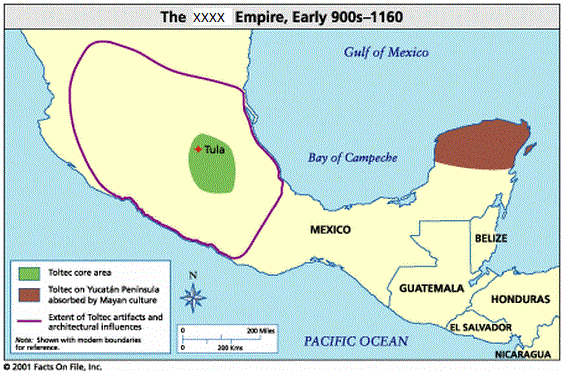 The XXXX Empire, Early 900s–1160
Gulf of Mexico
Bay of Campeche
Tula
MEXICO
BELIZE
GUATEMALA
HONDURAS
EL SALVADOR
NICARAGUA
PACIFIC OCEAN
Toltec core area
Toltec on Yucatán Peninsula
absorbed by Mayan culture
Extent of Toltec artifacts and
architectural influences
Note: Shown with modern boundaries
for reference.
N
0 200 Miles
0 200 Kms
© 2001 Facts On File, Inc.